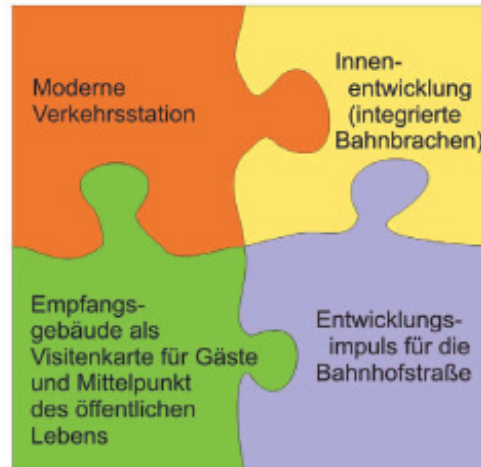 Moderne
Verkehrsstation
Innen-
entwicklung
(integrierte
Bahnbrachen)
Empfangs-
gebäude als
Visitenkarte für Gäste
und Mittelpunkt
des öffentlichen
Lebens
Entwicklungs-
impuls für die
Bahnhofstraße